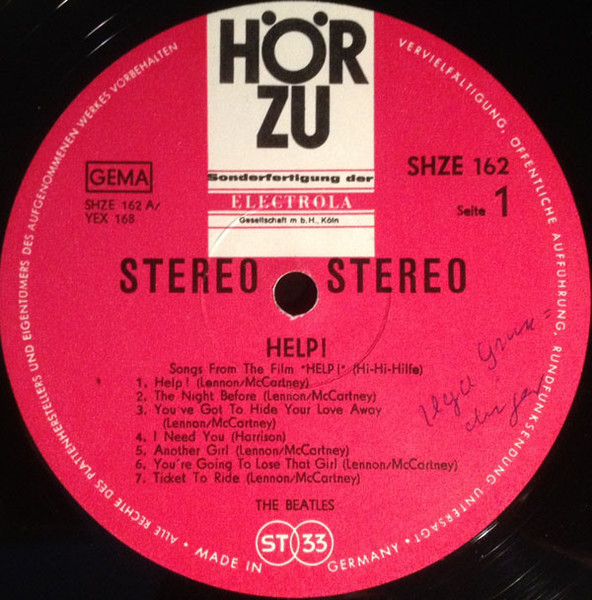 HÖR
ZU
Sonderfertigung der
ELECTROLA
Gesellschaft m b.H., Köln
GEMA
SHZE 162 A/
YEX 168
SHZE 162
Seite 1
STEREO STEREO
HELP!
Songs From The Film "HELP!" (Hi-Hi-Hilfe)
1. Help! (Lennon/McCartney)
2. The Night Before (Lennon/McCartney)
3. You've Got To Hide Your Love Away
(Lennon/McCartney)
4. I Need You (Harrison)
5. Another Girl (Lennon/McCartney)
6. You're Going To Lose That Girl (Lennon/McCartney)
7. Ticket To Ride (Lennon/McCartney)
THE BEATLES
ST 33
MADE IN GERMANY • ALLE RECHTE DES PLATTENHERSTELLERS UND EIGENTÜMERS DES AUFGENOMMENEN WERKES VORBEHALTEN
VERVIELFÄLTIGUNG, ÖFFENTLICHE AUFFÜHRUNG, RUNDFUNKSENDUNG UNTERSAGT •